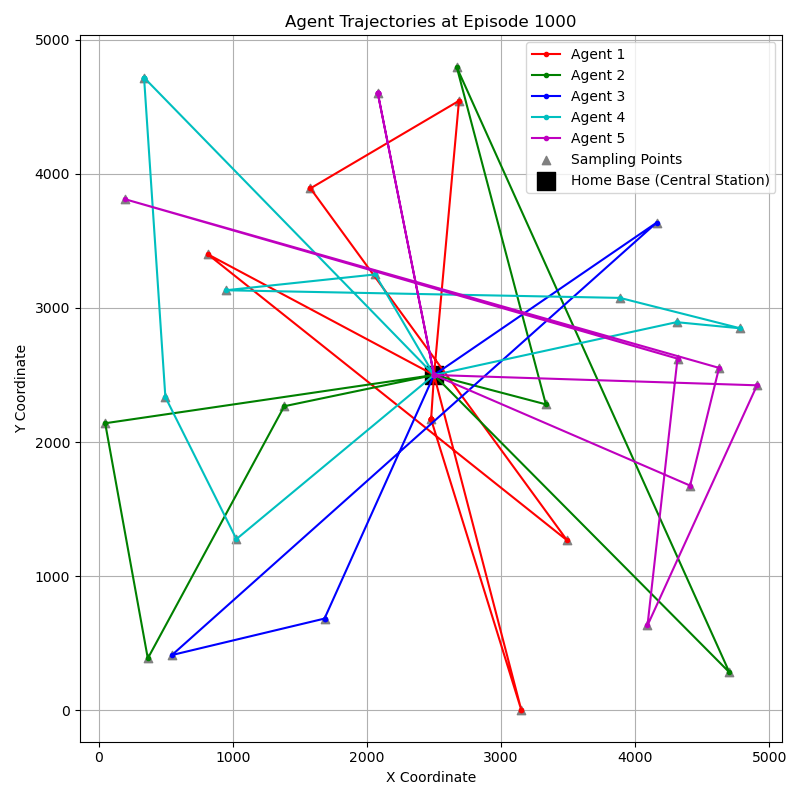 Agent Trajectories at Episode 1000
5000
4000
3000
2000
1000
0
Y Coordinate
Agent 1
Agent 2
Agent 3
Agent 4
Agent 5
Sampling Points
Home Base (Central Station)
0 1000 2000 3000 4000 5000
X Coordinate